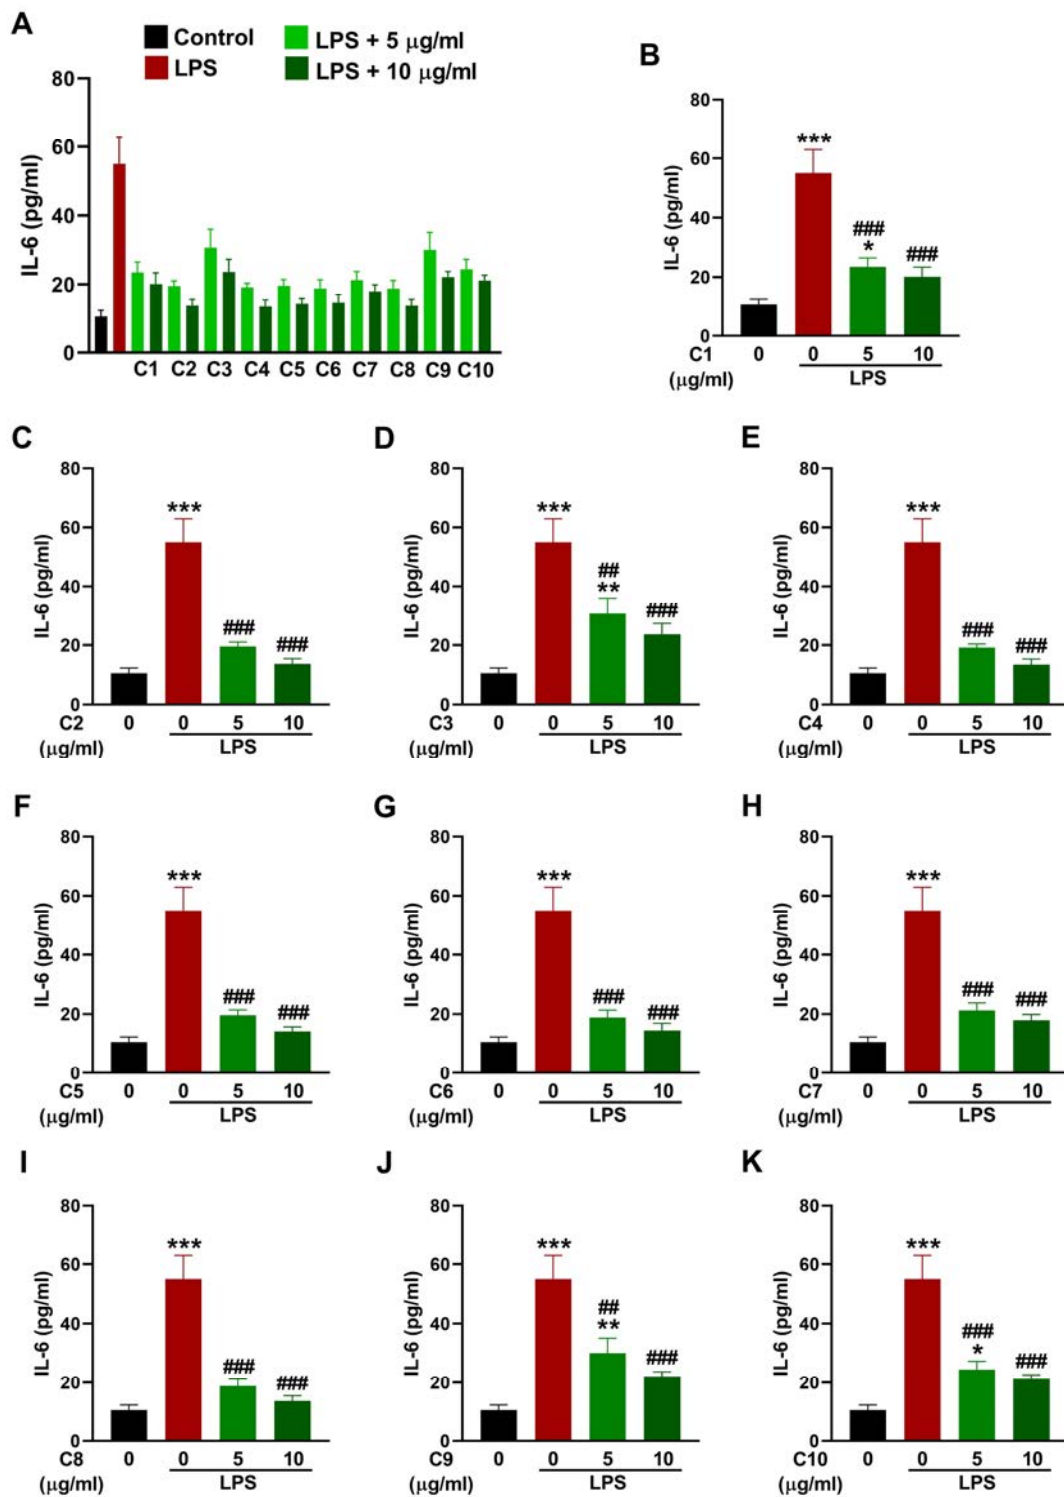 A
Control
LPS
LPS + 5 μg/ml
LPS + 10 μg/ml
IL-6 (pg/ml)
80
60
40
20
0
C1 C2 C3 C4 C5 C6 C7 C8 C9 C10
B
IL-6 (pg/ml)
80
60
40
20
0
***
###
*
###
C1 0 0 5 10
(μg/ml) LPS
C
IL-6 (pg/ml)
80
60
40
20
0
***
###
###
C2 0 0 5 10
(μg/ml) LPS
D
IL-6 (pg/ml)
80
60
40
20
0
***
##
**
###
C3 0 0 5 10
(μg/ml) LPS
E
IL-6 (pg/ml)
80
60
40
20
0
***
###
###
C4 0 0 5 10
(μg/ml) LPS
F
IL-6 (pg/ml)
80
60
40
20
0
***
###
###
C5 0 0 5 10
(μg/ml) LPS
G
IL-6 (pg/ml)
80
60
40
20
0
***
###
###
C6 0 0 5 10
(μg/ml) LPS
H
IL-6 (pg/ml)
80
60
40
20
0
***
###
###
C7 0 0 5 10
(μg/ml) LPS
I
IL-6 (pg/ml)
80
60
40
20
0
***
###
###
C8 0 0 5 10
(μg/ml) LPS
J
IL-6 (pg/ml)
80
60
40
20
0
***
##
**
###
C9 0 0 5 10
(μg/ml) LPS
K
IL-6 (pg/ml)
80
60
40
20
0
***
###
*
###
C10 0 0 5 10
(μg/ml) LPS